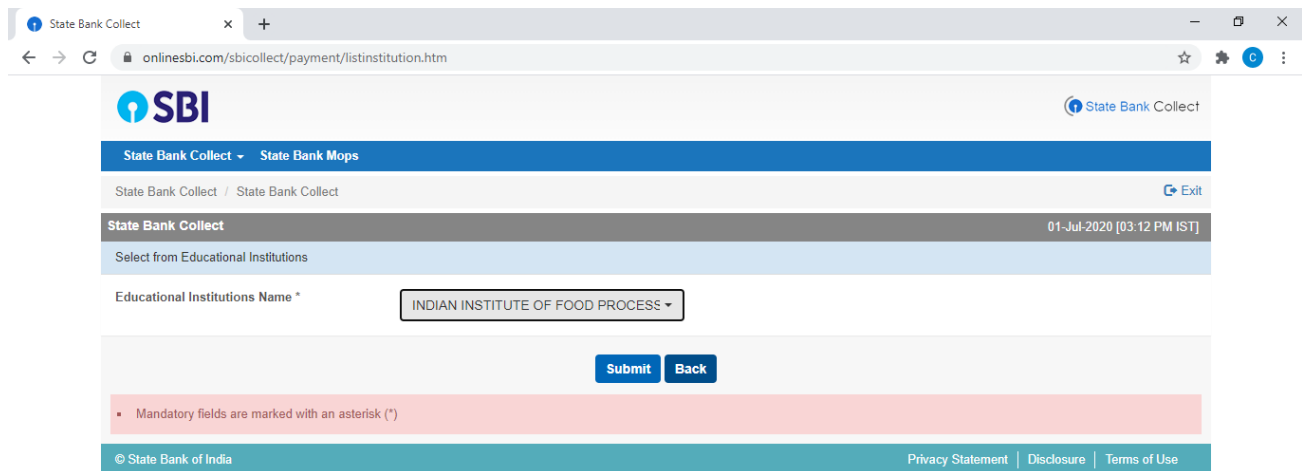 State Bank Collect
onlinesbi.com/sbicollect/payment/listinstitution.htm
C
SBI
State Bank Collect
State Bank Collect State Bank Mops
State Bank Collect / State Bank Collect
Exit
State Bank Collect
01-Jul-2020 [03:12 PM IST]
Select from Educational Institutions
Educational Institutions Name *
INDIAN INSTITUTE OF FOOD PROCESS
Submit Back
Mandatory fields are marked with an asterisk (*)
© State Bank of India
Privacy Statement | Disclosure | Terms of Use